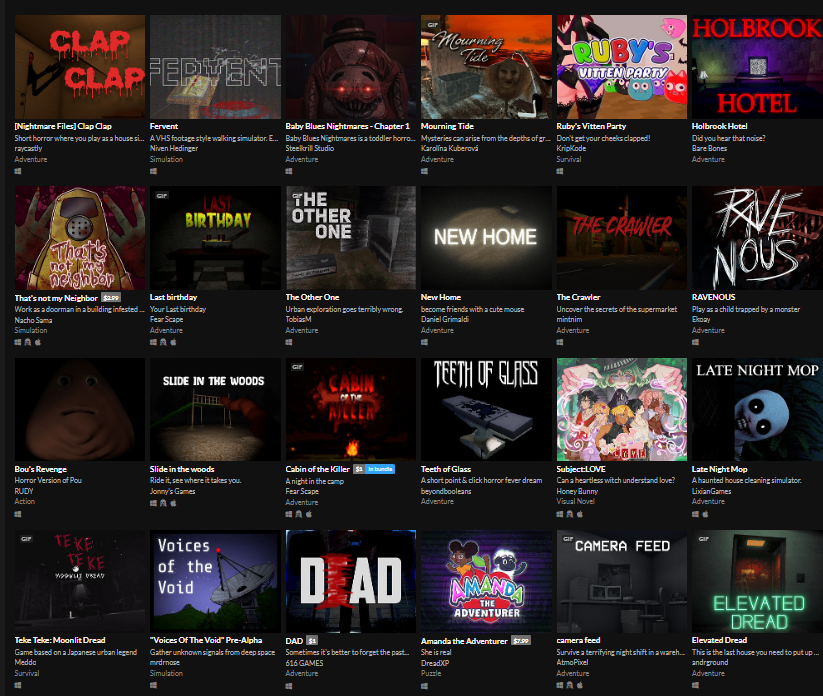 CLAP
CLAP
[Nightmare Files] Clap Clap
Short horror where you play as a house si...
raycastly
Adventure
FERVENT
Fervent
A VHS footage style walking simulator. E...
Niven Hedinger
Simulation
Baby Blues Nightmares - Chapter 1
Baby Blues Nightmares is a toddler horro...
Steelkrill Studio
Adventure
GIF
Mourning
Tide
Mourning Tide
Mysteries can arise from the depths of gr...
Karolína Kuberová
Adventure
RUBY'S
VITTEN PARTY
Ruby's Vitten Party
Don't get your cheeks clapped!
KripKode
Survival
HOLBROOK
HOTEL
Holbrook Hotel
Did you hear that noise?
Bare Bones
Adventure
That's
not my
neighbor
That's not my Neighbor $2.99
Work as a doorman in a building infested ...
Nacho Sama
Simulation
GIF
LAST
BIRTHDAY
Last birthday
Your Last birthday
Fear Scape
Adventure
GIF
THE
OTHER
ONE
The Other One
Urban exploration goes terribly wrong.
TobiasM
Adventure
NEW HOME
New Home
become friends with a cute mouse
Daniel Grimaldi
Adventure
THE CRAWLER
The Crawler
Uncover the secrets of the supermarket
mintnim
Adventure
RAVE
NOUS
RAVENOUS
Play as a child trapped by a monster
Ekoay
Adventure
Bou's Revenge
Horror Version of Pou
RUDY
Action
SLIDE IN THE WOODS
Slide in the woods
Ride it, see where it takes you.
Jonny's Games
Adventure
GIF
CABIN
OF THE
KILLER
Cabin of the Killer $1 In bundle
A night in the camp
Fear Scape
Adventure
TEETH OF GLASS
Teeth of Glass
A short point & click horror fever dream
beyondbooleans
Adventure
Subject:LOVE
Can a heartless witch understand love?
Honey Bunny
Visual Novel
LATE NIGHT MOP
Late Night Mop
A haunted house cleaning simulator.
LixianGames
Adventure
GIF
TEKE
TEKE
MOONLIT DREAD
Teke Teke: Moonlit Dread
Game based on a Japanese urban legend
Meddo
Survival
Voices
of the
Void
"Voices Of The Void" Pre-Alpha
Gather unknown signals from deep space
mrdrnose
Simulation
DEAD
DAD $1
Sometimes it's better to forget the past...
616 GAMES
Adventure
AMANDA
THE
ADVENTURER
Amanda the Adventurer $7.99
She is real
DreadXP
Puzzle
GIF
CAMERA FEED
camera feed
Survive a terrifying night shift in a wareh...
AtmoPixel
Adventure
GIF
ELEVATED
DREAD
Elevated Dread
This is the last house you need to put up ...
andrground
Adventure